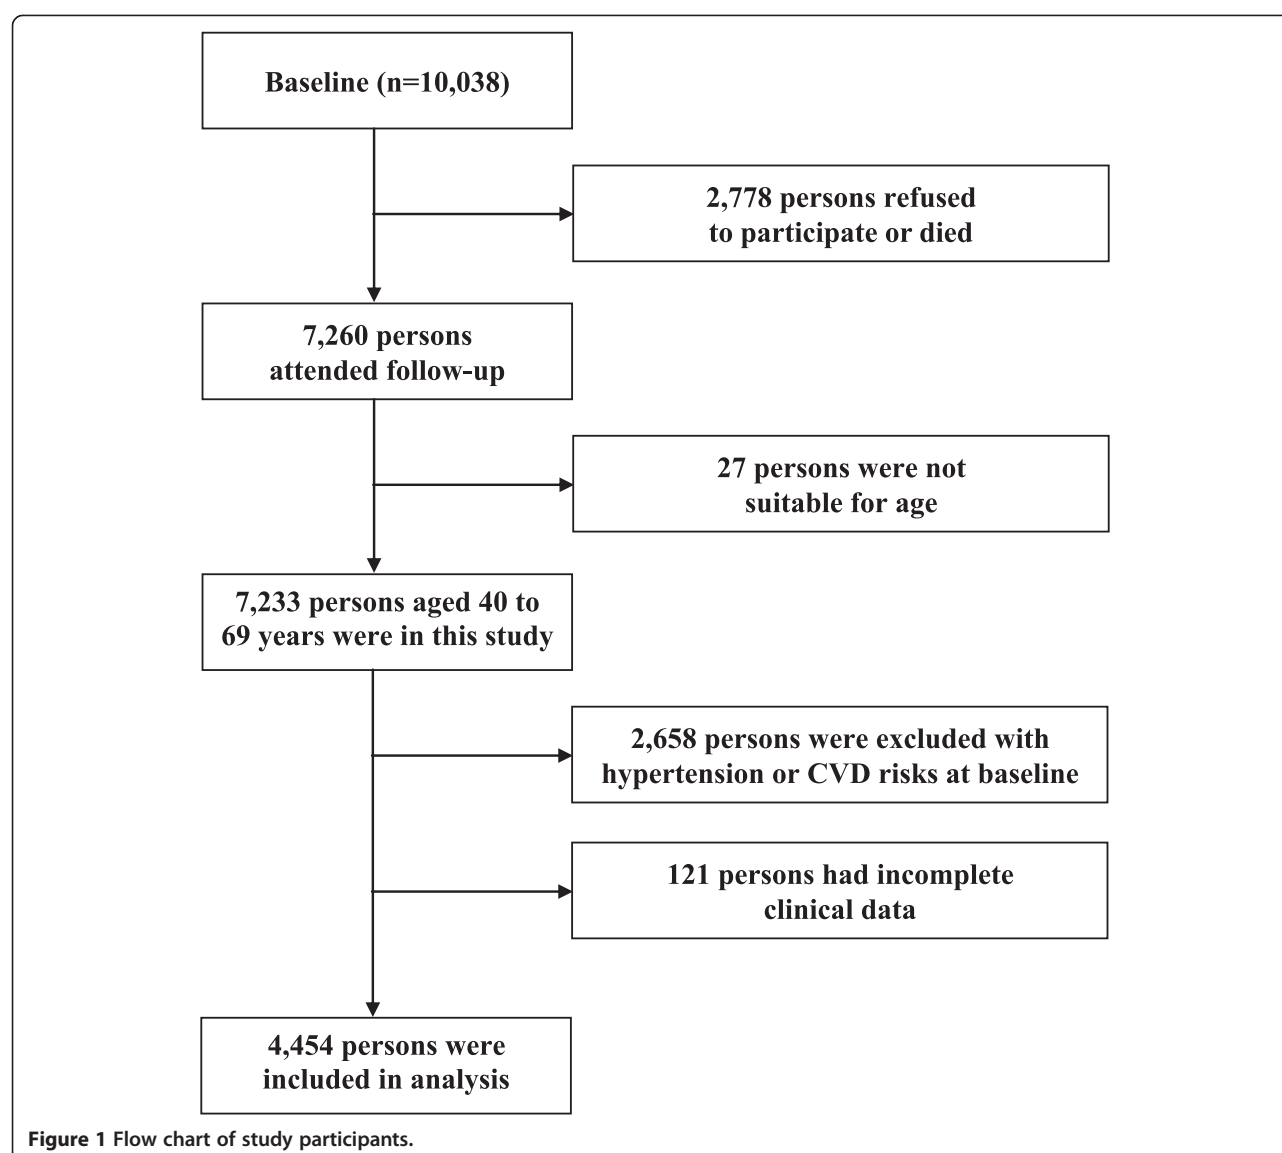 Baseline (n=10,038)
2,778 persons refused
to participate or died
7,260 persons
attended follow-up
27 persons were not
suitable for age
7,233 persons aged 40 to
69 years were in this study
2,658 persons were excluded with
hypertension or CVD risks at baseline
121 persons had incomplete
clinical data
4,454 persons were
included in analysis
Figure 1 Flow chart of study participants.